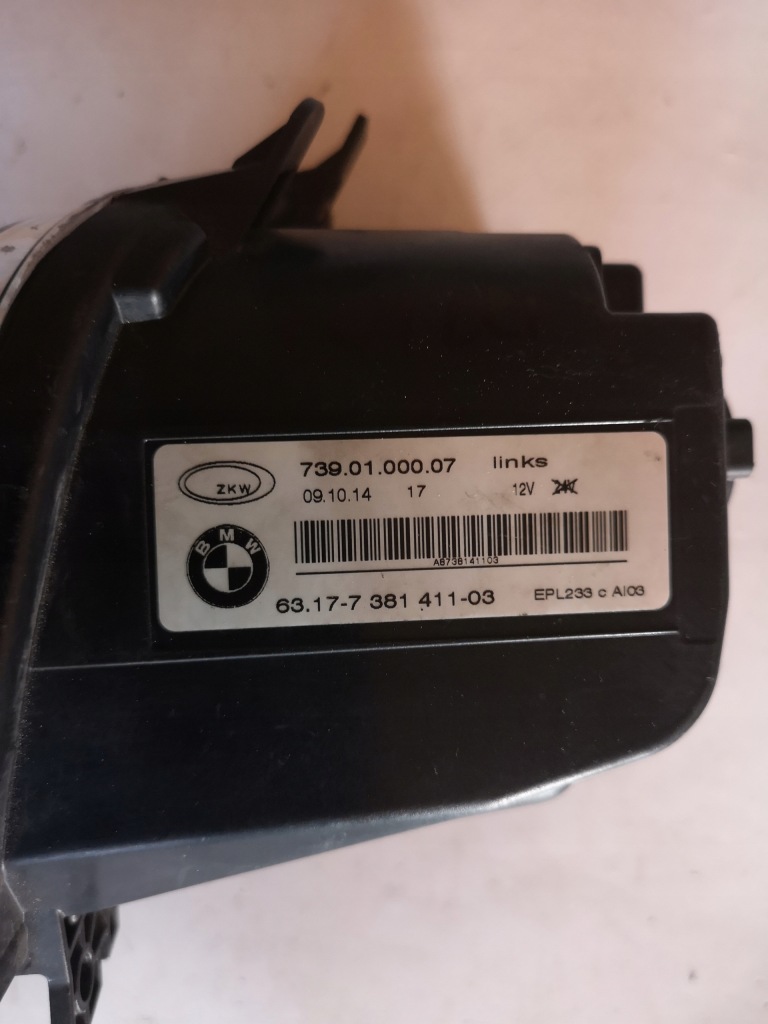 ZKW 739.01.000.07 links
09.10.14 17 12V 24V
BMW
A8738141103
63.17-7 381 411-03 EPL233 c AI03